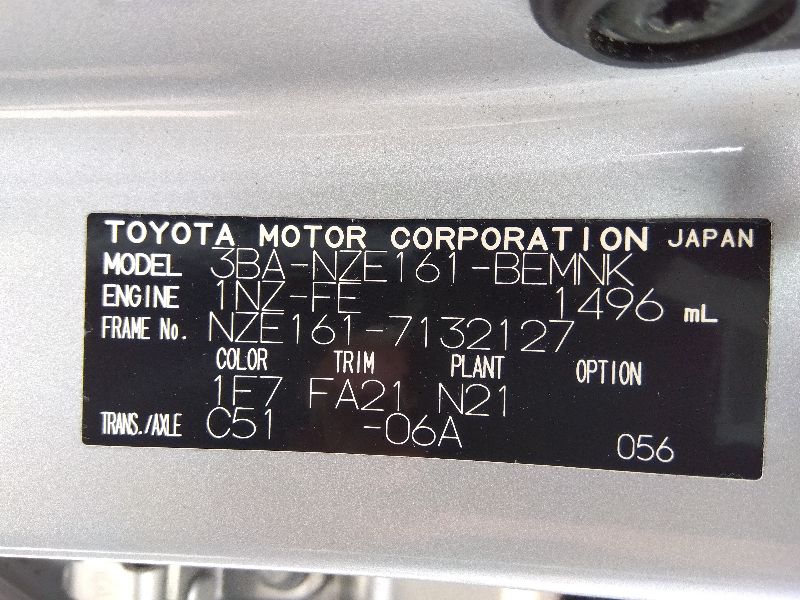 TOYOTA MOTOR CORPORATION JAPAN
MODEL 3BA-NZE161-BEMNK
ENGINE 1NZ-FE 1496 mL
FRAME No. NZE161-7132127
COLOR TRIM PLANT OPTION
1F7 FA21 N21
TRANS./AXLE C51 -06A
056